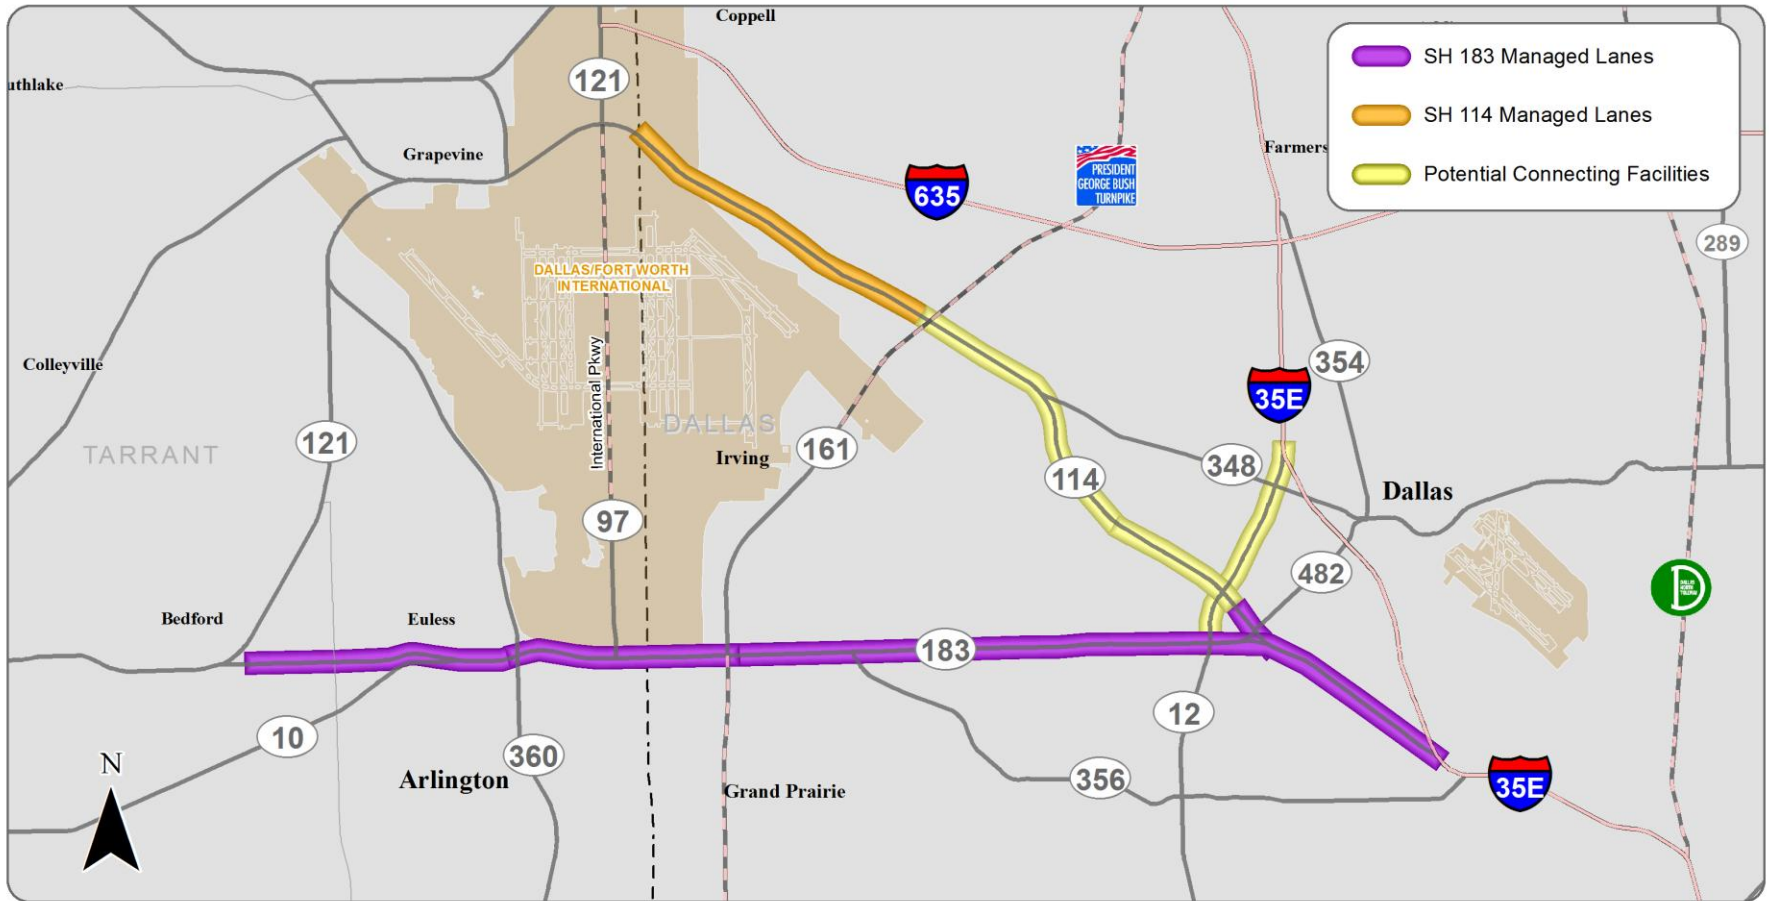 Coppell
SH 183 Managed Lanes
SH 114 Managed Lanes
Potential Connecting Facilities
uthlake
121
Grapevine
635
PRESIDENT
GEORGE BUSH
TURNPIKE
Farmers
289
DALLAS/FORT WORTH
INTERNATIONAL
Colleyville
International Pkwy
354
35E
TARRANT
121
DALLAS
Irving
161
114
348
Dallas
97
482
Bedford
Euless
183
12
10
360
N
Arlington
Grand Prairie
356
35E